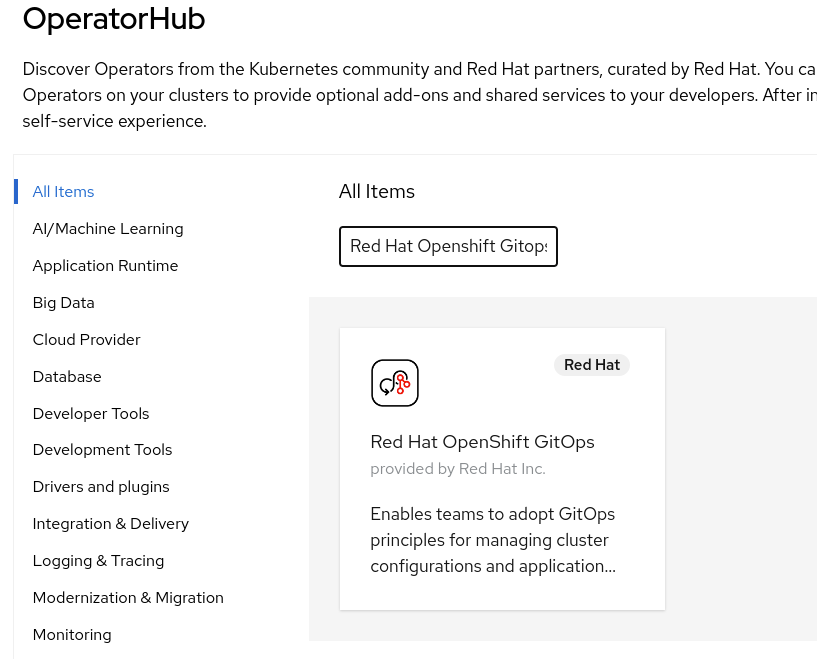 OperatorHub
Discover Operators from the Kubernetes community and Red Hat partners, curated by Red Hat. You ca
Operators on your clusters to provide optional add-ons and shared services to your developers. After in
self-service experience.
All Items
AI/Machine Learning
Application Runtime
Big Data
Cloud Provider
Database
Developer Tools
Development Tools
Drivers and plugins
Integration & Delivery
Logging & Tracing
Modernization & Migration
Monitoring
All Items
Red Hat Openshift Gitops
Red Hat
Red Hat OpenShift GitOps
provided by Red Hat Inc.
Enables teams to adopt GitOps
principles for managing cluster
configurations and application...